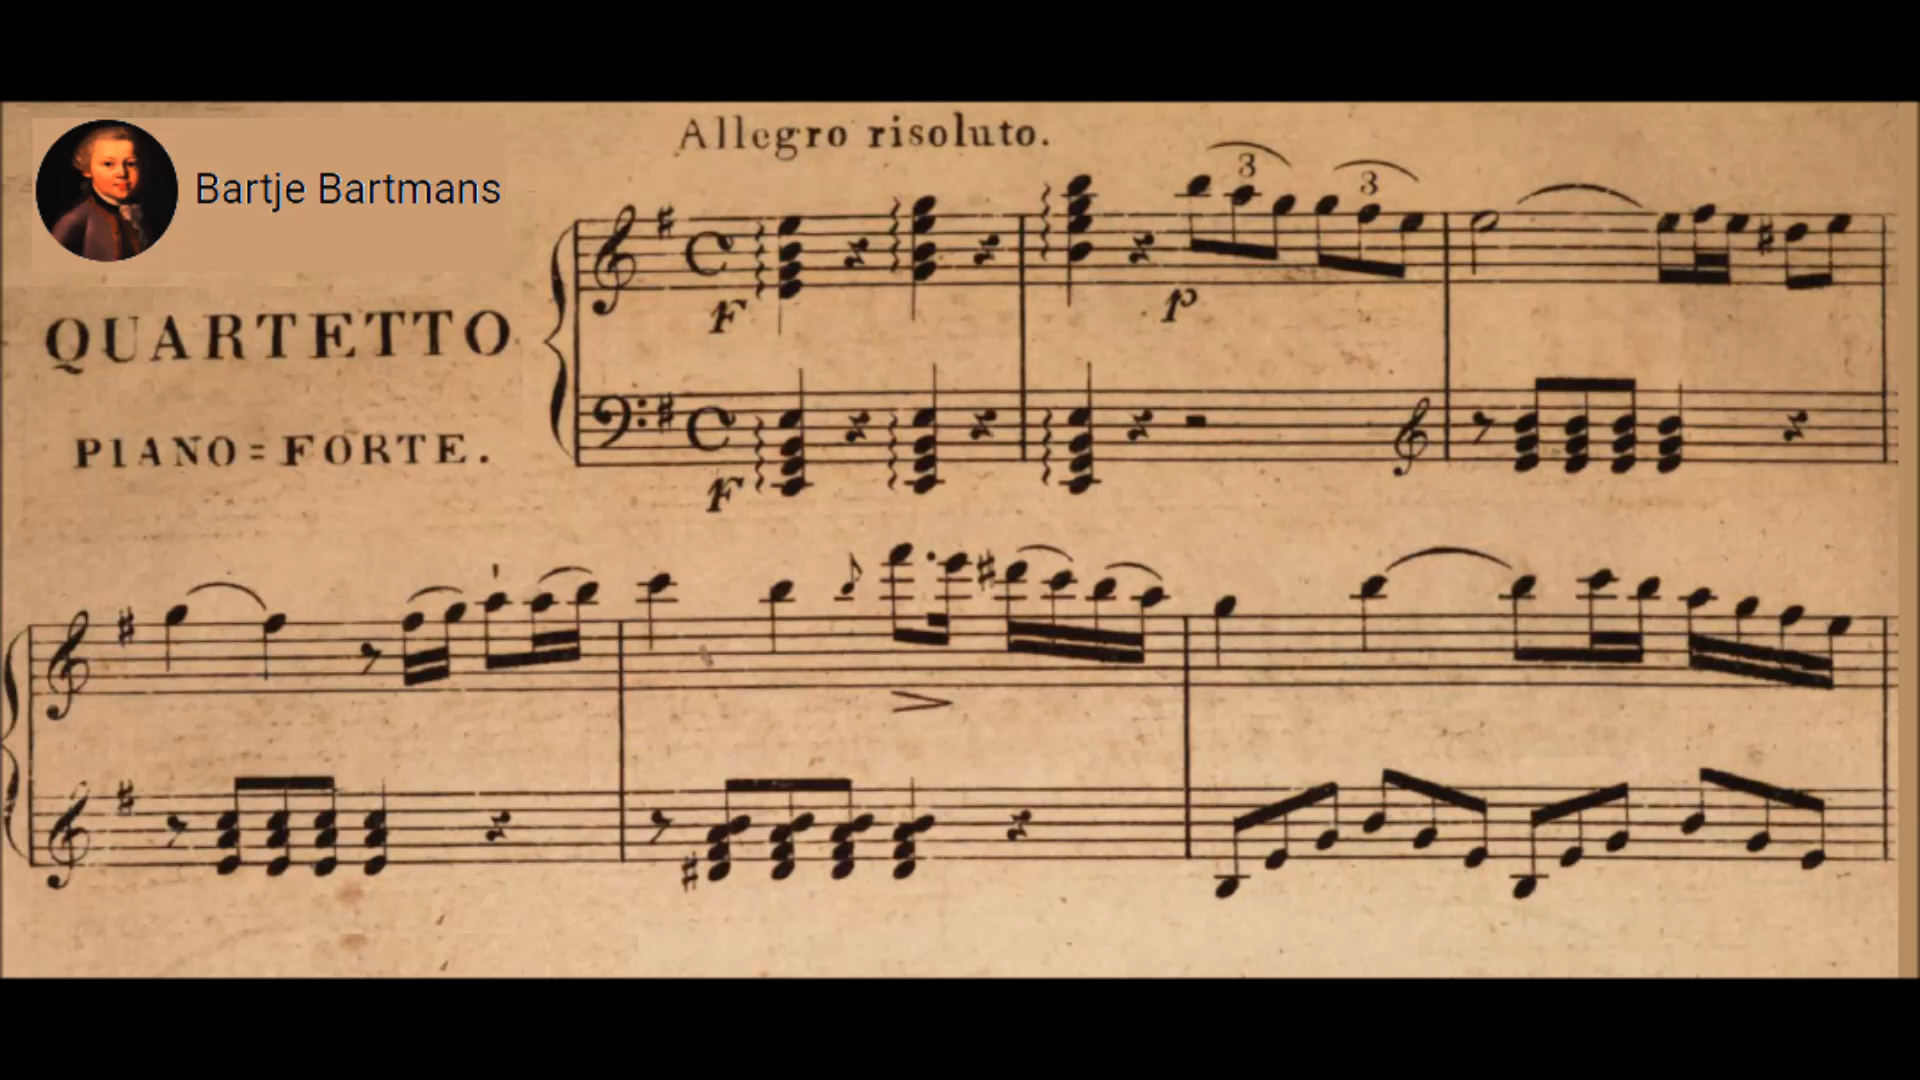 Allegro risoluto.
Bartje Bartmans
3
3
F
p
QUARTETTO
PIANO=FORTE.
F